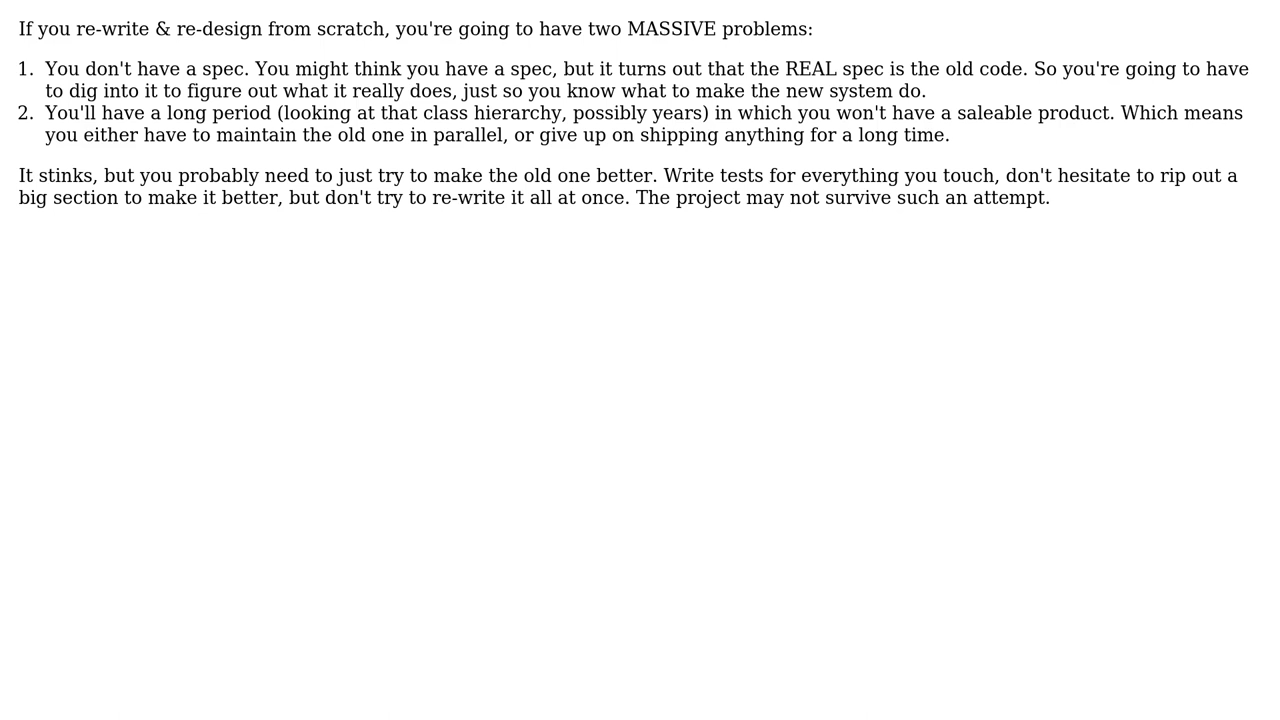 If you re-write & re-design from scratch, you're going to have two MASSIVE problems:
1. You don't have a spec. You might think you have a spec, but it turns out that the REAL spec is the old code. So you're going to have
to dig into it to figure out what it really does, just so you know what to make the new system do.
2. You'll have a long period (looking at that class hierarchy, possibly years) in which you won't have a saleable product. Which means
you either have to maintain the old one in parallel, or give up on shipping anything for a long time.
It stinks, but you probably need to just try to make the old one better. Write tests for everything you touch, don't hesitate to rip out a
big section to make it better, but don't try to re-write it all at once. The project may not survive such an attempt.